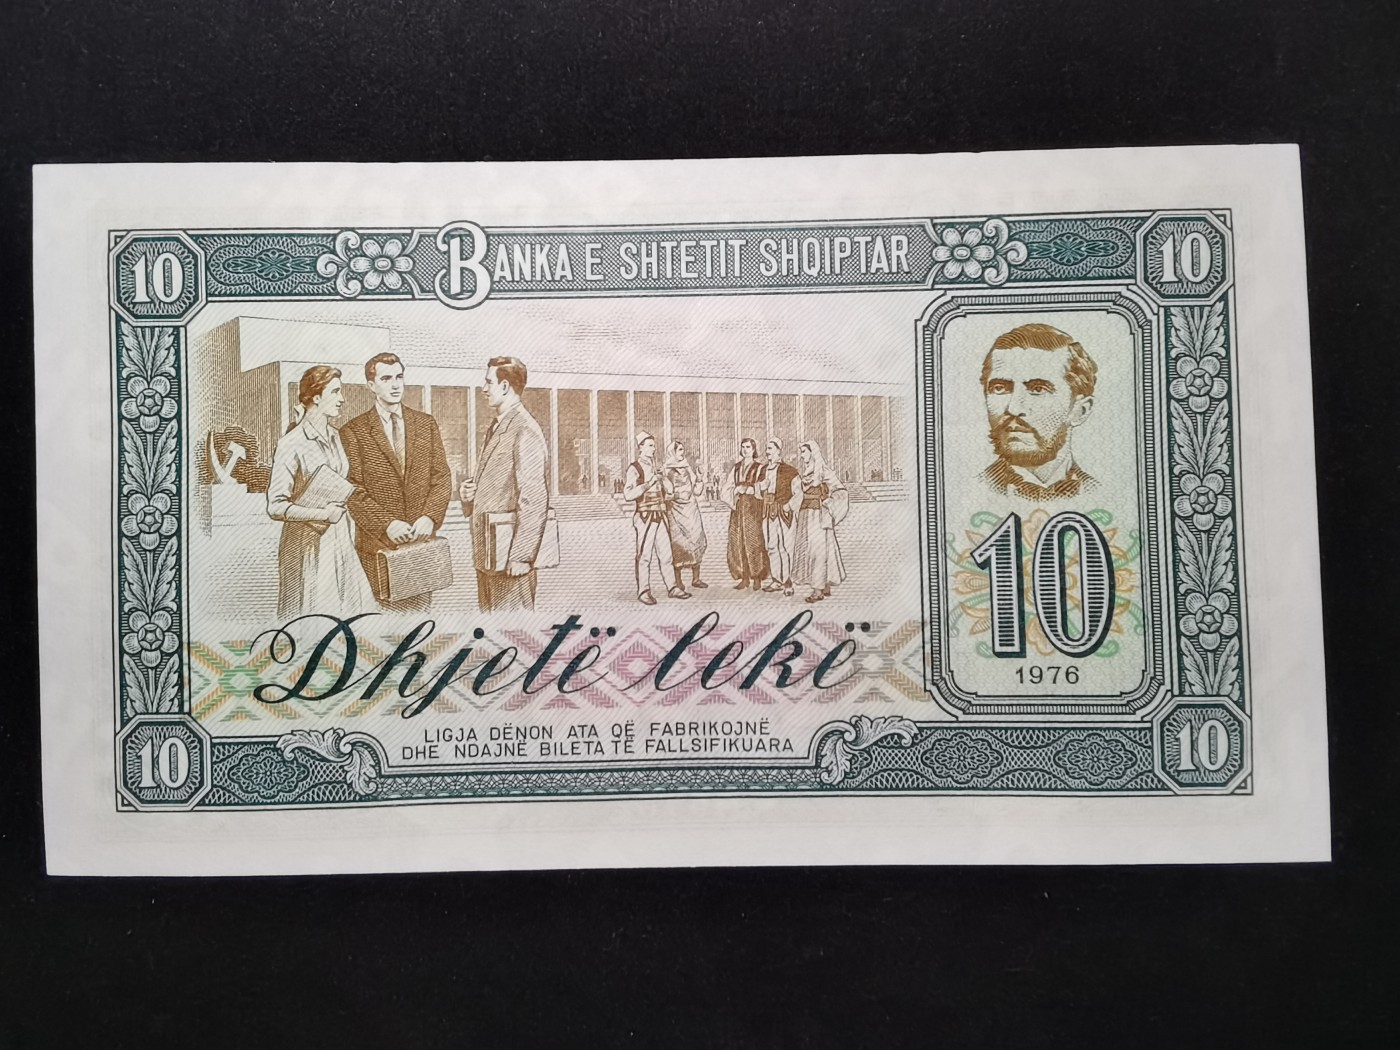 10 BANKA E SHTETIT SHQIPTAR 10
10
1976
Dhjetë lekë
LIGJA DËNON ATA QË FABRIKOJNË
DHE NDAJNË BILETA TË FALLSIFIKUARA
10 10